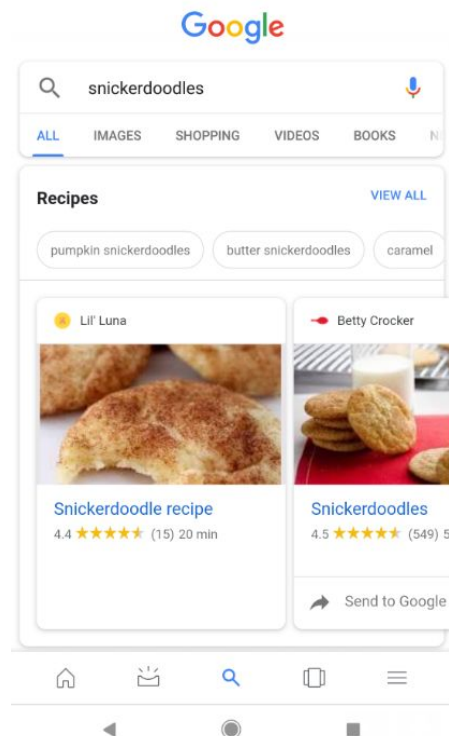 Google
snickerdoodles
ALL IMAGES SHOPPING VIDEOS BOOKS
Recipes VIEW ALL
pumpkin snickerdoodles butter snickerdoodles caramel
Lil' Luna
Snickerdoodle recipe
4.4 (15) 20 min
Betty Crocker
Snickerdoodles
4.5 (549) 5
Send to Google